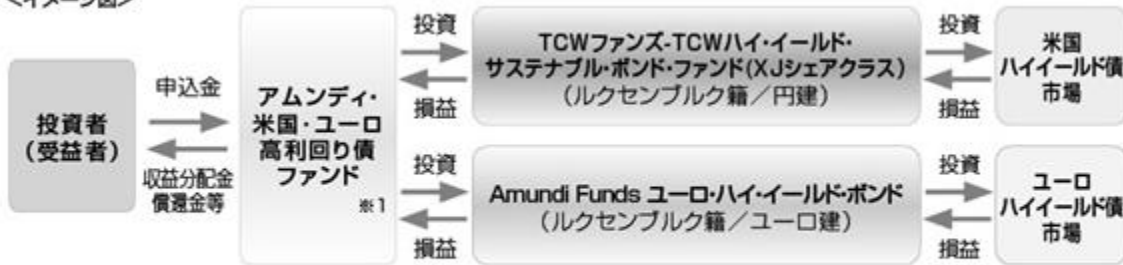 <イメージ図>
投資者
(受益者)
申込金
収益分配金
償還金等
アムンディ・
米国・ユーロ
高利回り債
ファンド
※1
投資
損益
TCWファンズ-TCWハイ・イールド・
サステナブル・ボンド・ファンド(XJシェアクラス)
(ルクセンブルク籍/円建)
投資
損益
米国
ハイイールド債
市場
投資
損益
Amundi Funds ユーロ・ハイ・イールド・ボンド
(ルクセンブルク籍/ユーロ建)
投資
損益
ユーロ
ハイイールド債
市場